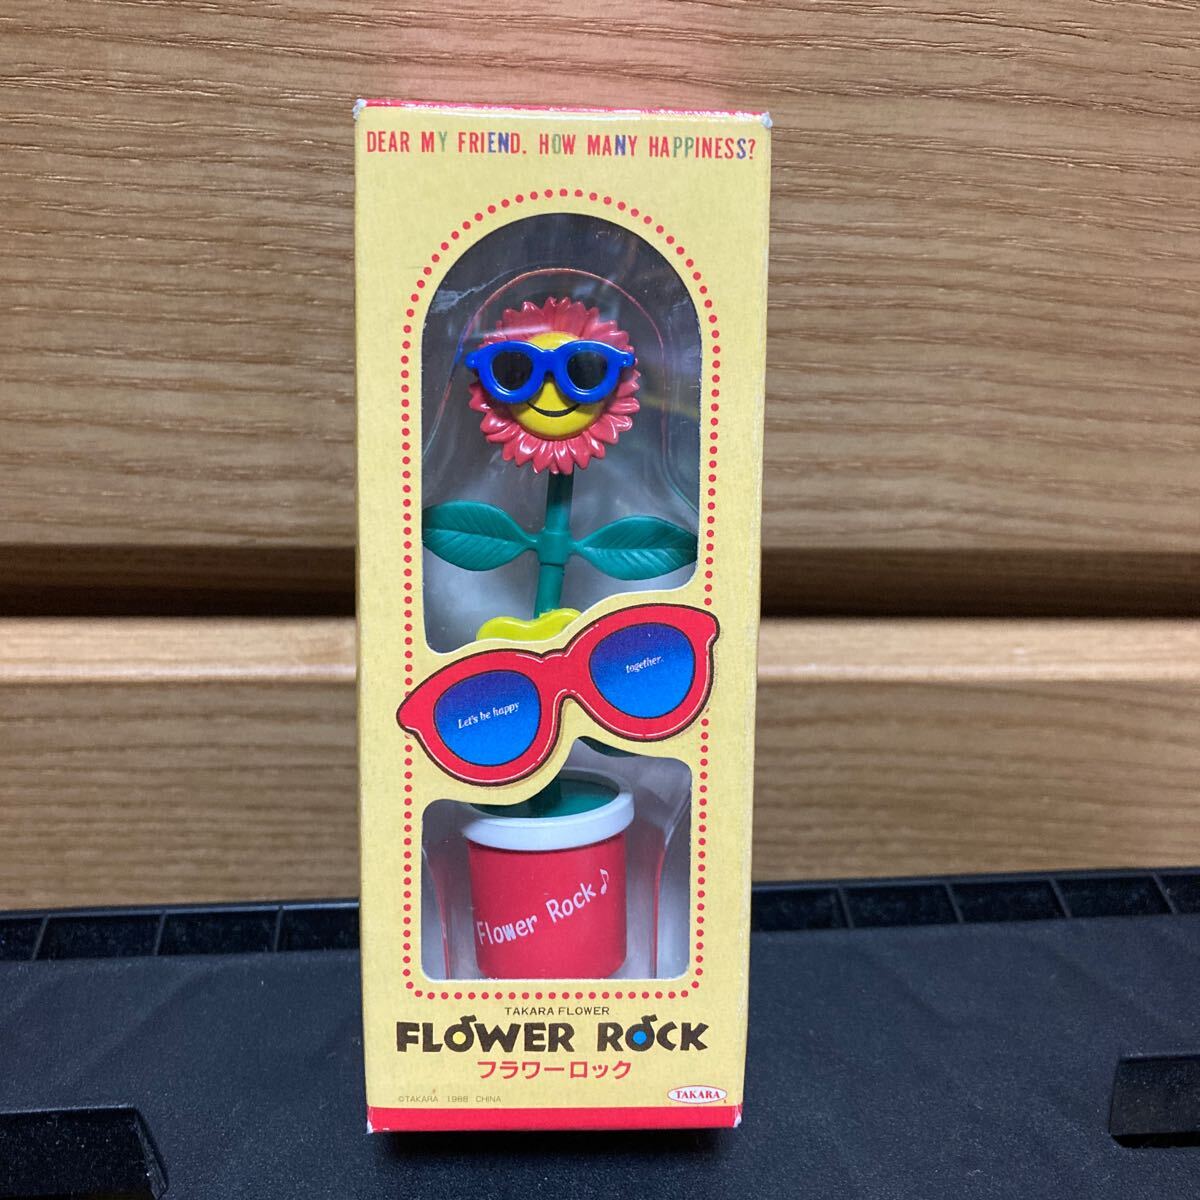 DEAR MY FRIEND. HOW MANY HAPPINESS?
Let's be happy
together.
Flower Rock♪
TAKARA FLOWER
FLOWER ROCK
フラワーロック
©TAKARA 1988 CHINA
TAKARA